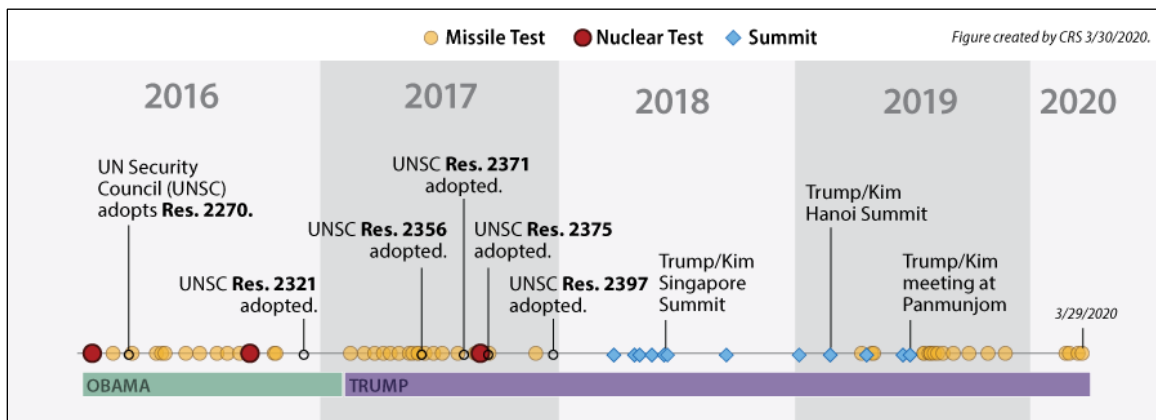 Missile Test
Nuclear Test
Summit
Figure created by CRS 3/30/2020.
2016
2017
2018
2019
2020
UN Security
Council (UNSC)
adopts Res. 2270.
UNSC Res. 2321
adopted.
UNSC Res. 2356
adopted.
UNSC Res. 2371
adopted.
UNSC Res. 2375
adopted.
UNSC Res. 2397
adopted.
Trump/Kim
Singapore
Summit
Trump/Kim
Hanoi Summit
Trump/Kim
meeting at
Panmunjom
3/29/2020
OBAMA
TRUMP